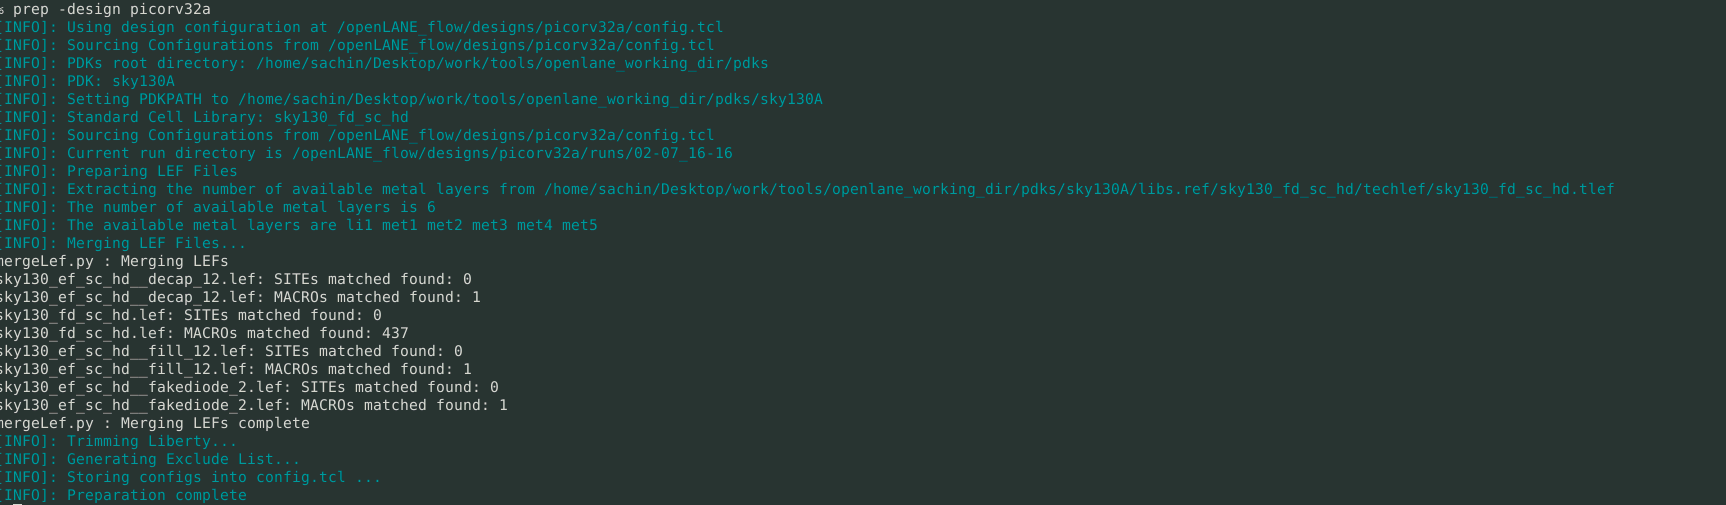 % prep -design picorv32a
[INFO]: Using design configuration at /openLANE_flow/designs/picorv32a/config.tcl
[INFO]: Sourcing Configurations from /openLANE_flow/designs/picorv32a/config.tcl
[INFO]: PDKs root directory: /home/sachin/Desktop/work/tools/openlane_working_dir/pdks
[INFO]: PDK: sky130A
[INFO]: Setting PDKPATH to /home/sachin/Desktop/work/tools/openlane_working_dir/pdks/sky130A
[INFO]: Standard Cell Library: sky130_fd_sc_hd
[INFO]: Sourcing Configurations from /openLANE_flow/designs/picorv32a/config.tcl
[INFO]: Current run directory is /openLANE_flow/designs/picorv32a/runs/02-07_16-16
[INFO]: Preparing LEF Files
[INFO]: Extracting the number of available metal layers from /home/sachin/Desktop/work/tools/openlane_working_dir/pdks/sky130A/libs.ref/sky130_fd_sc_hd/techlef/sky130_fd_sc_hd.tlef
[INFO]: The number of available metal layers is 6
[INFO]: The available metal layers are li1 met1 met2 met3 met4 met5
[INFO]: Merging LEF Files...
mergeLef.py : Merging LEFs
sky130_ef_sc_hd__decap_12.lef: SITEs matched found: 0
sky130_ef_sc_hd__decap_12.lef: MACROs matched found: 1
sky130_fd_sc_hd.lef: SITEs matched found: 0
sky130_fd_sc_hd.lef: MACROs matched found: 437
sky130_ef_sc_hd__fill_12.lef: SITEs matched found: 0
sky130_ef_sc_hd__fill_12.lef: MACROs matched found: 1
sky130_ef_sc_hd__fakediode_2.lef: SITEs matched found: 0
sky130_ef_sc_hd__fakediode_2.lef: MACROs matched found: 1
mergeLef.py : Merging LEFs complete
[INFO]: Trimming Liberty...
[INFO]: Generating Exclude List...
[INFO]: Storing configs into config.tcl ...
[INFO]: Preparation complete